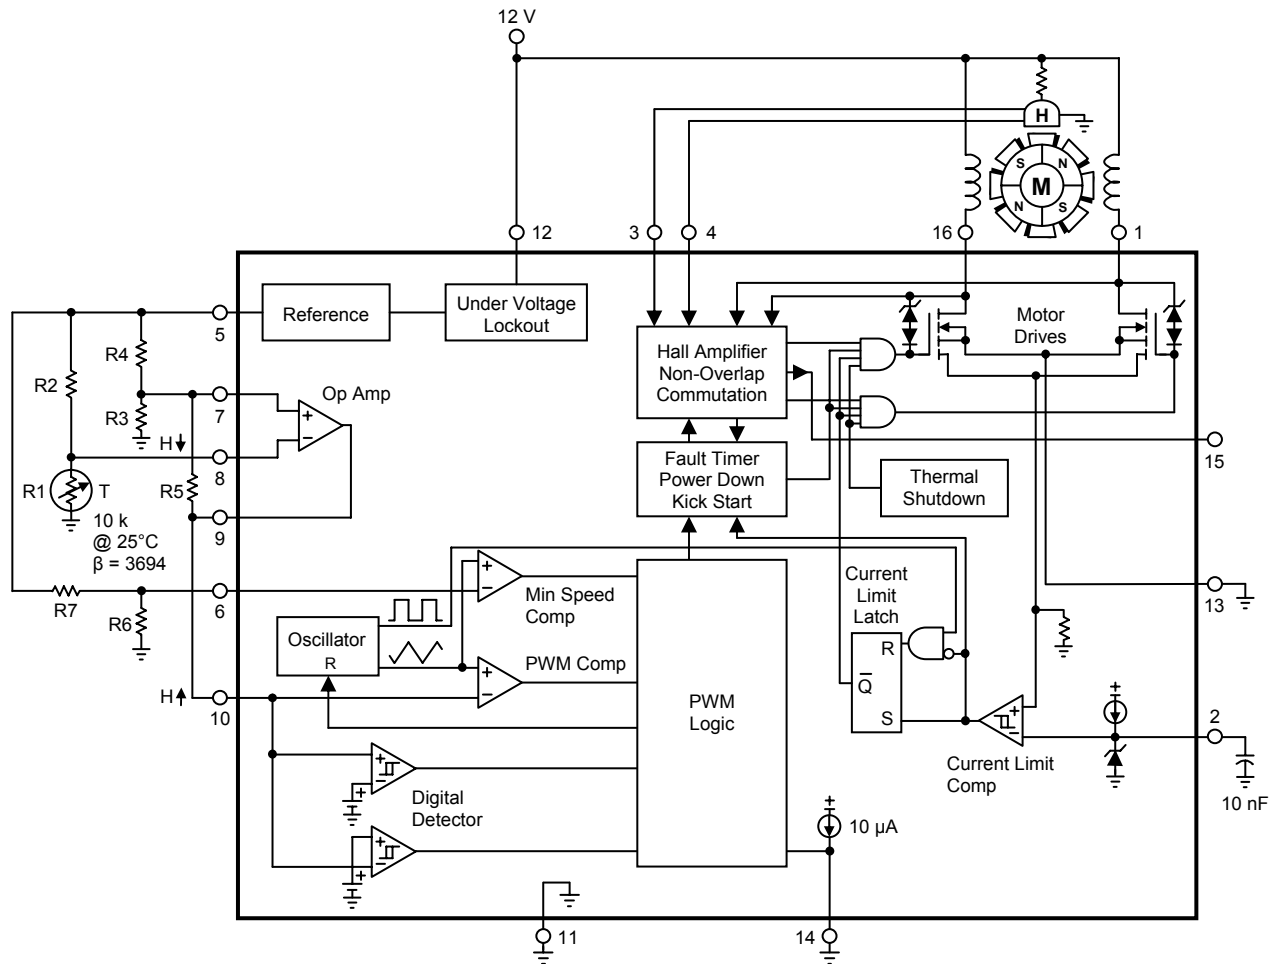 12 V
H
S
N
M
N
S
12
3
4
16
1
5
Reference
Under Voltage
Lockout
Motor
Drives
Hall Amplifier
Non-Overlap
Commutation
R4
R2
Op Amp
7
R3
+
−
H
8
15
Fault Timer
Power Down
Kick Start
Thermal
Shutdown
R1
T
R5
10 k
@ 25°C
β = 3694
9
+
−
Min Speed
Comp
Current
Limit
Latch
6
R7
R6
13
Oscillator
R
+
−
PWM Comp
R
Q
S
H
10
PWM
Logic
+
−
+
2
Current Limit
Comp
10 nF
+
−
+
Digital
Detector
+
10 µA
+
−
+
11
14